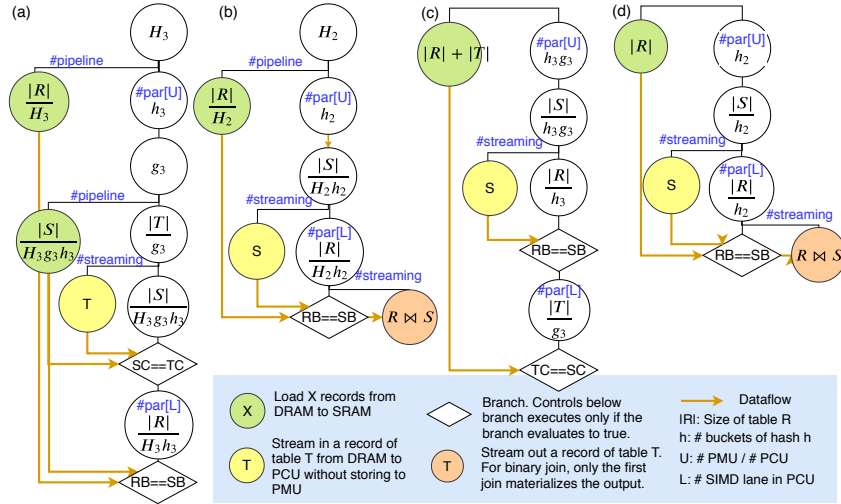 (a)
H3
#pipeline
|R|
H3
#par[U]
h3
g3
#pipeline
|S|
H3g3h3
|T|
g3
#streaming
T
|S|
H3g3h3
SC==TC
#par[L]
|R|
H3h3
RB==SB
(b)
H2
#pipeline
|R|
H2
#par[U]
h2
|S|
H2h2
#streaming
S
#par[L]
|R|
H2h2
#streaming
RB==SB
R ⋈ S
(c)
|R| + |T|
#par[U]
h3g3
|S|
h3g3
#streaming
S
|R|
h3
RB==SB
#par[L]
|T|
g3
TC==SC
(d)
|R|
#par[U]
h2
|S|
h2
#streaming
S
#par[L]
|R|
h2
#streaming
RB==SB
R ⋈ S
X
Load X records from
DRAM to SRAM
T
Stream in a record of
table T from DRAM to
PCU without storing to
PMU
Branch. Controls below
branch executes only if the
branch evaluates to true.
T
Stream out a record of table T.
For binary join, only the first
join materializes the output.
Dataflow
|R|: Size of table R
h: # buckets of hash h
U: # PMU / # PCU
L: # SIMD lane in PCU